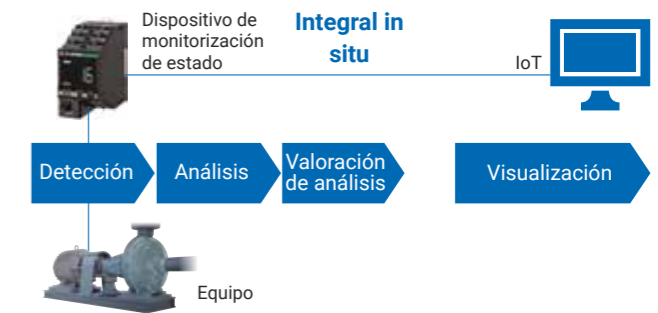 Dispositivo de
monitorización
de estado
Integral in
situ
IoT
Detección
Análisis
Valoración
de análisis
Visualización
Equipo